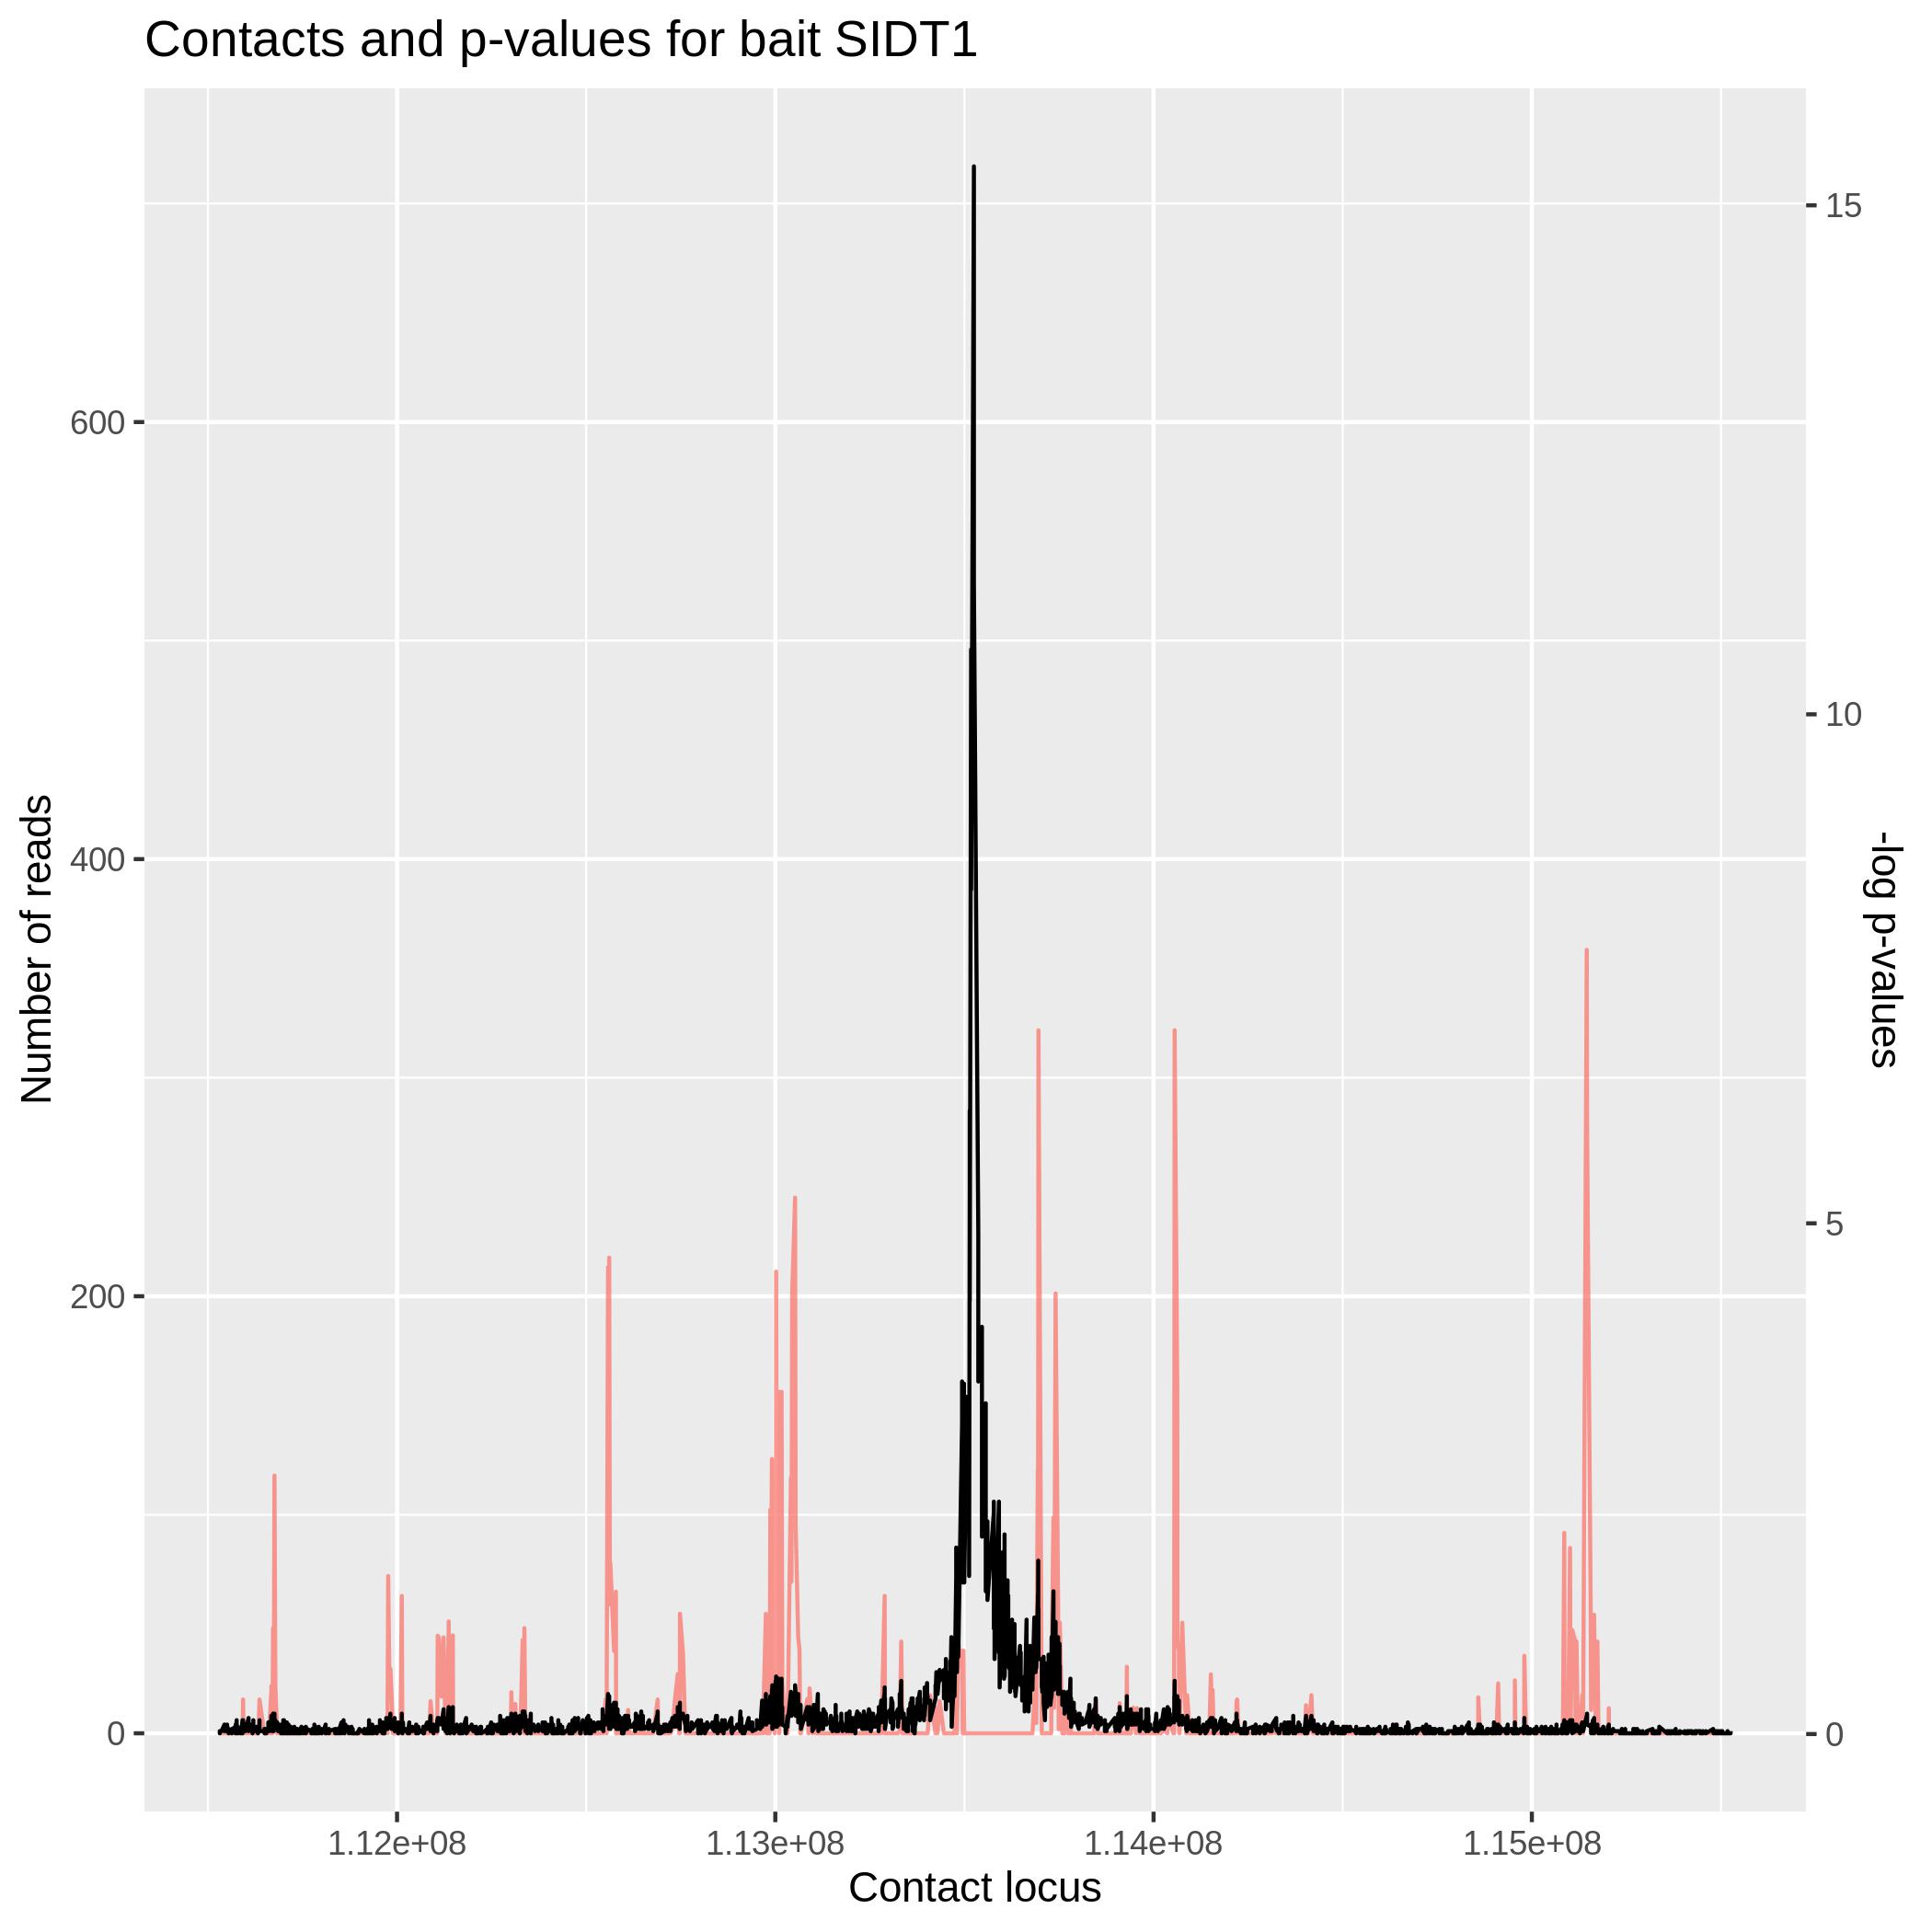 Contacts and p-values for bait SIDT1
Number of reads
600
400
200
0
15
10
5
0
-log p-values
1.12e+08
1.13e+08
1.14e+08
1.15e+08
Contact locus